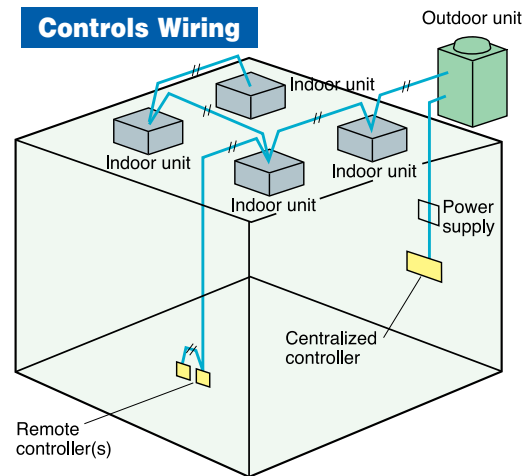 Controls Wiring
Outdoor unit
Indoor unit
Indoor unit
Indoor unit
Indoor unit
Power
supply
Centralized
controller
Remote
controller(s)